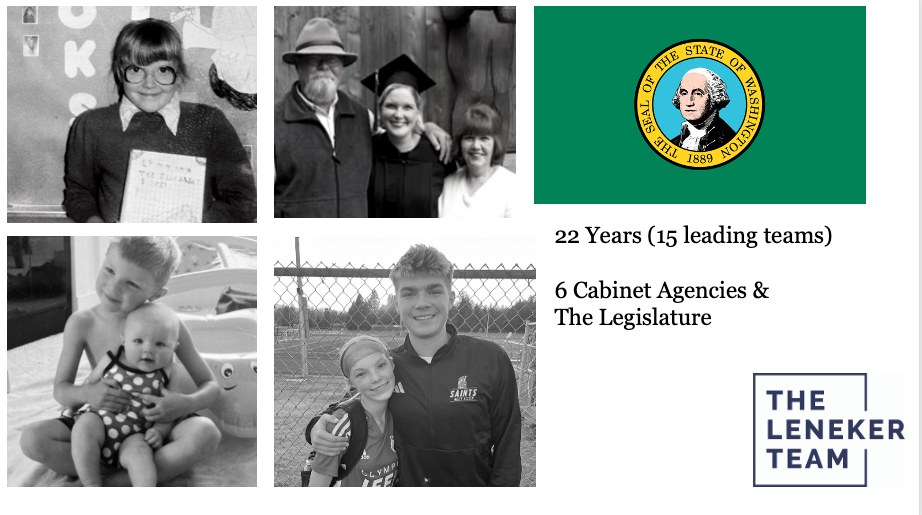 O
K
S
THE SEAL OF THE STATE OF WASHINGTON
1889
22 Years (15 leading teams)
6 Cabinet Agencies &
The Legislature
SAINTS
OLYMP
THE
LENEKER
TEAM